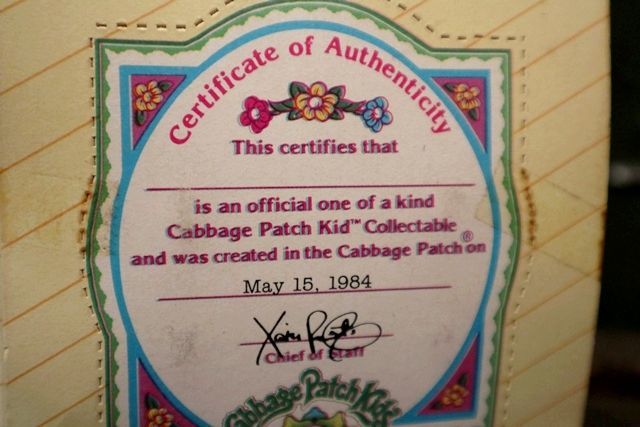 Certificate of Authenticity
This certifies that
is an official one of a kind
Cabbage Patch Kid™ Collectable
and was created in the Cabbage Patch on ®
May 15, 1984
Chief of Staff
Cabbage Patch Kids